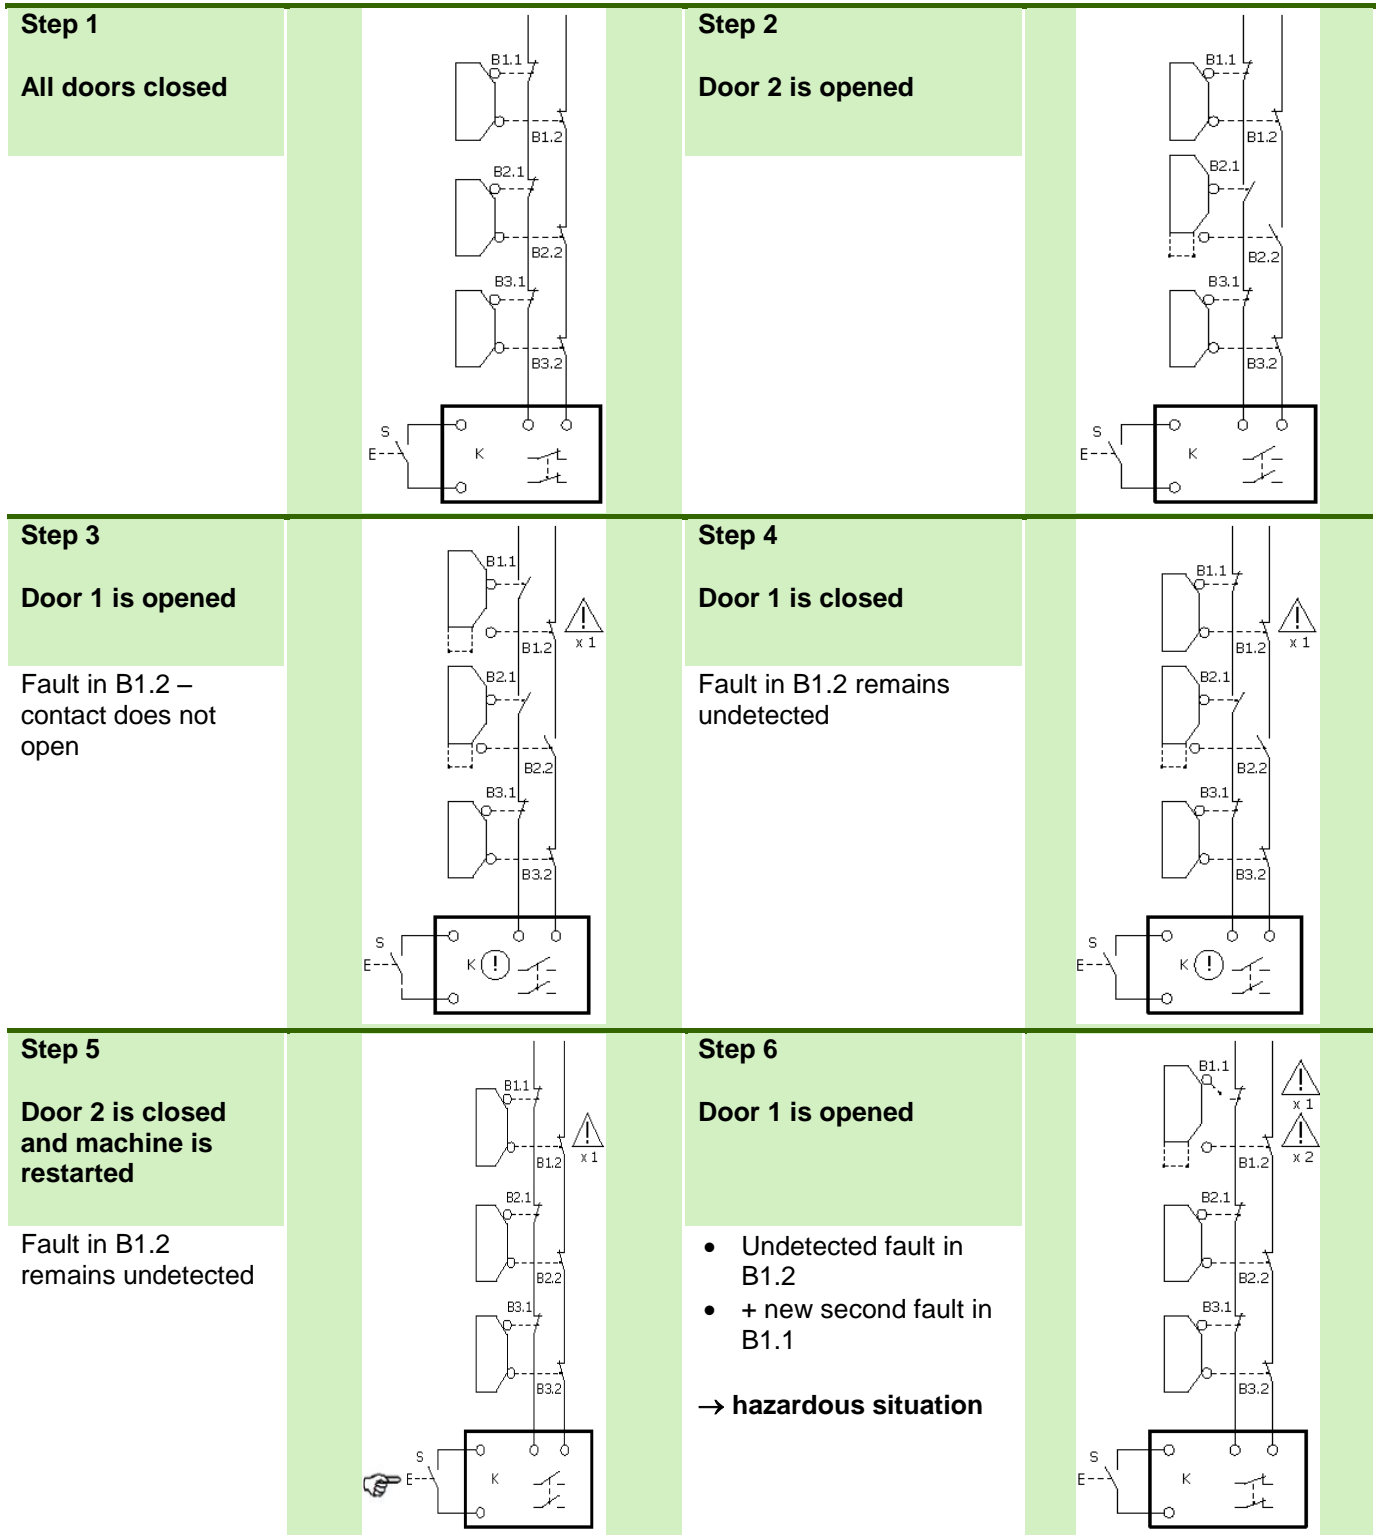 Step 1
All doors closed
B1.1
B1.2
B2.1
B2.2
B3.1
B3.2
S
E
K
Step 2
Door 2 is opened
B1.1
B1.2
B2.1
B2.2
B3.1
B3.2
S
E
K
Step 3
Door 1 is opened
Fault in B1.2 –
contact does not
open
B1.1
!
B1.2
x 1
B2.1
B2.2
B3.1
B3.2
S
E
K !
Step 4
Door 1 is closed
Fault in B1.2 remains
undetected
B1.1
!
B1.2
x 1
B2.1
B2.2
B3.1
B3.2
S
E
K !
Step 5
Door 2 is closed
and machine is
restarted
Fault in B1.2
remains undetected
B1.1
!
B1.2
x 1
B2.1
B2.2
B3.1
B3.2
S
E
K
Step 6
Door 1 is opened
• Undetected fault in
B1.2
• + new second fault in
B1.1
→ hazardous situation
B1.1
!
x 1
!
B1.2
x 2
B2.1
B2.2
B3.1
B3.2
S
E
K